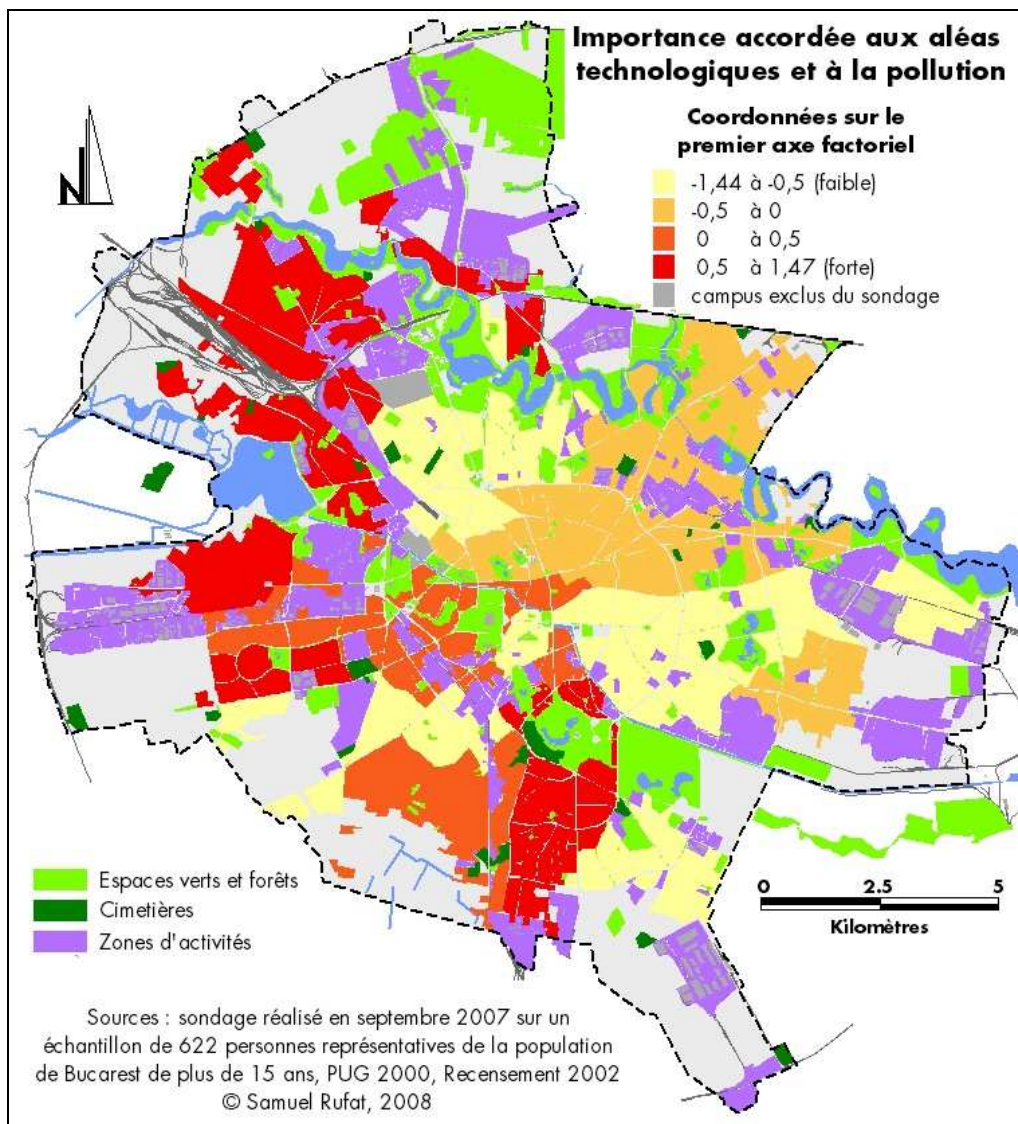 Importance accordée aux aléas
technologiques et à la pollution
Coordonnées sur le
premier axe factoriel
-1,44 à -0,5 (faible)
-0,5 à 0
0 à 0,5
0,5 à 1,47 (forte)
campus exclus du sondage
N
Espaces verts et forêts
Cimetières
Zones d'activités
0 2.5 5
Kilomètres
Sources : sondage réalisé en septembre 2007 sur un
échantillon de 622 personnes représentatives de la population
de Bucarest de plus de 15 ans, PUG 2000, Recensement 2002
© Samuel Rufat, 2008